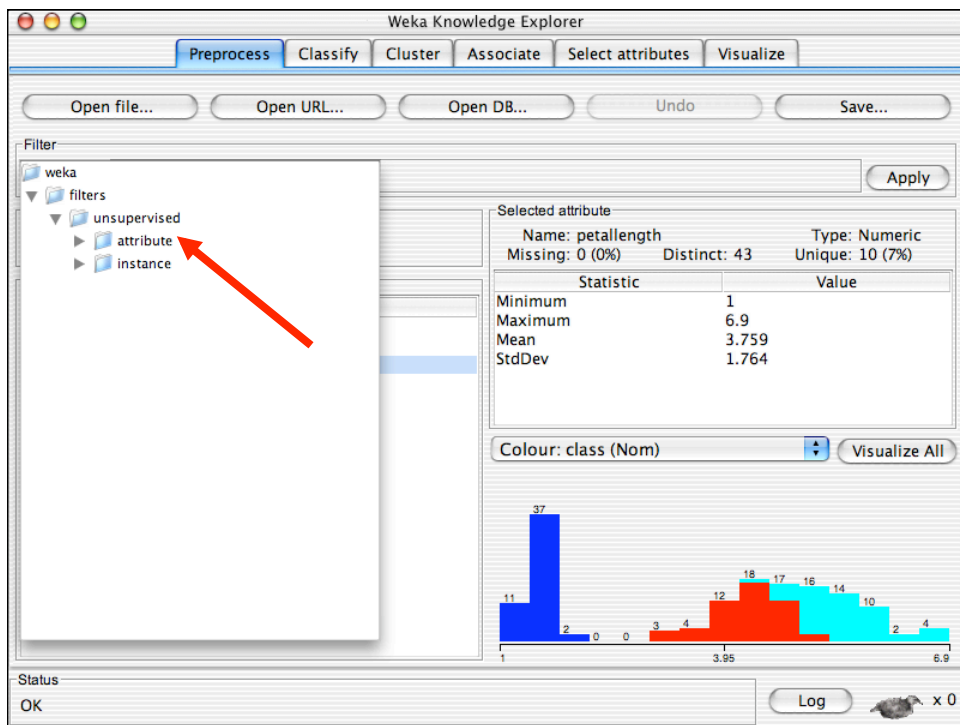 Weka Knowledge Explorer
Preprocess Classify Cluster Associate Select attributes Visualize
Open file... Open URL... Open DB... Undo Save...
Filter
weka
filters
unsupervised
attribute
instance
Apply
Selected attribute
Name: petallength Type: Numeric
Missing: 0 (0%) Distinct: 43 Unique: 10 (7%)
Statistic Value
Minimum 1
Maximum 6.9
Mean 3.759
StdDev 1.764
Colour: class (Nom) Visualize All
11 37 2 0 0 3 4 12 18 17 16 14 10 2 4
1 3.95 6.9
Status
OK
Log x 0